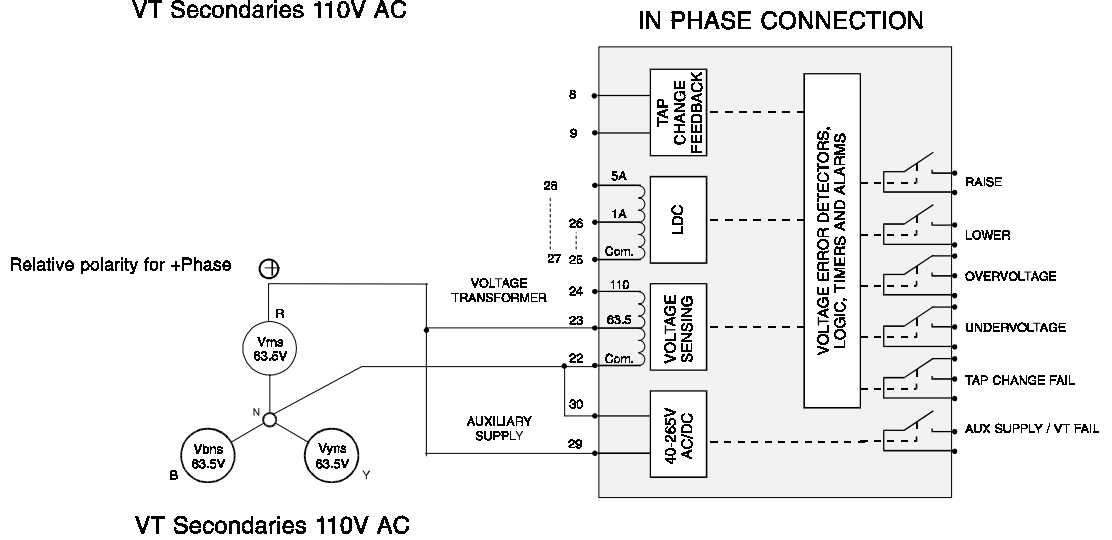 VT Secondaries 110V AC
IN PHASE CONNECTION
8
9
TAP
CHANGE
FEEDBACK
28
5A
26
1A
27
25
Com.
LDC
VOLTAGE ERROR DETECTORS,
LOGIC, TIMERS AND ALARMS
RAISE
LOWER
OVERVOLTAGE
UNDERVOLTAGE
TAP CHANGE FAIL
AUX SUPPLY / VT FAIL
Relative polarity for +Phase
+
VOLTAGE
TRANSFORMER
24
110
23
63.5
22
Com.
VOLTAGE
SENSING
R
Vrns
63.5V
N
Vbns
63.5V
B
Vyns
63.5V
Y
AUXILIARY
SUPPLY
30
29
40-265V
AC/DC
VT Secondaries 110V AC